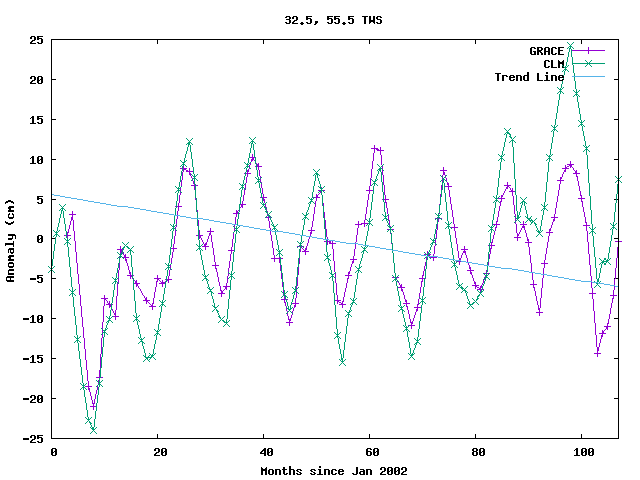 32.5, 55.5 TWS
GRACE
CLM
Trend Line
25
20
15
10
5
0
-5
-10
-15
-20
-25
Anomaly (cm)
0 20 40 60 80 100
Months since Jan 2002